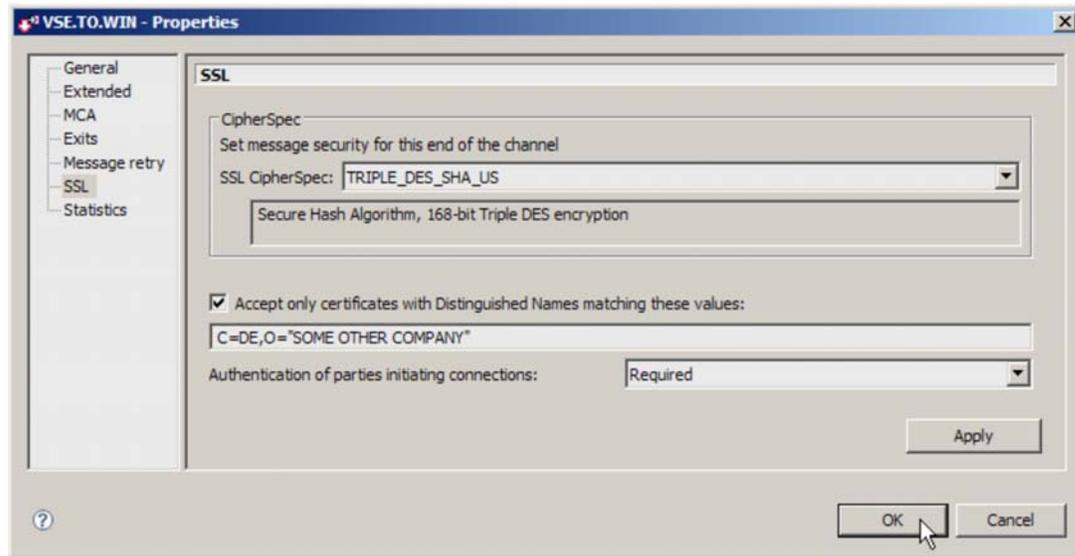 VSE.TO.WIN - Properties
General
Extended
MCA
Exits
Message retry
SSL
Statistics
SSL
CipherSpec
Set message security for this end of the channel
SSL CipherSpec: TRIPLE_DES_SHA_US
Secure Hash Algorithm, 168-bit Triple DES encryption
Accept only certificates with Distinguished Names matching these values:
C=DE,O="SOME OTHER COMPANY"
Authentication of parties initiating connections: Required
Apply
?
OK Cancel